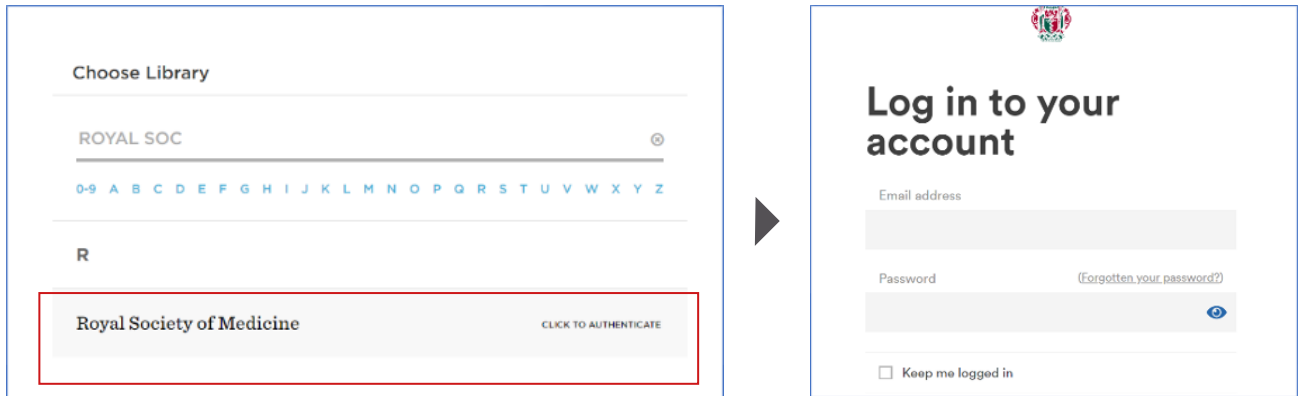 Choose Library
ROYAL SOC
0-9 A B C D E F G H I J K L M N O P Q R S T U V W X Y Z
R
Royal Society of Medicine CLICK TO AUTHENTICATE
Log in to your
account
Email address
Password (Forgotten your password?)
Keep me logged in